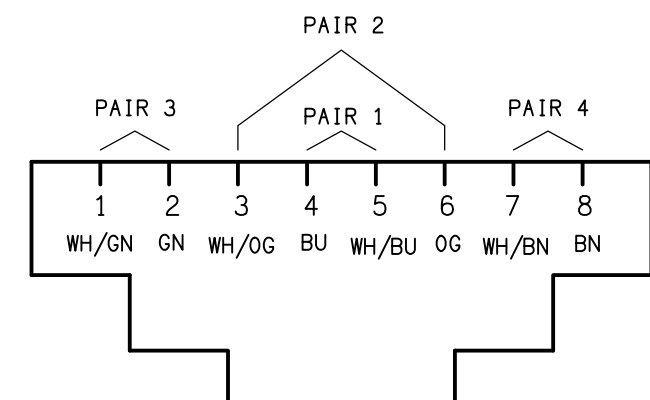 PAIR 2
PAIR 3 PAIR 1 PAIR 4
1 2 3 4 5 6 7 8
WH/GN GN WH/OG BU WH/BU OG WH/BN BN